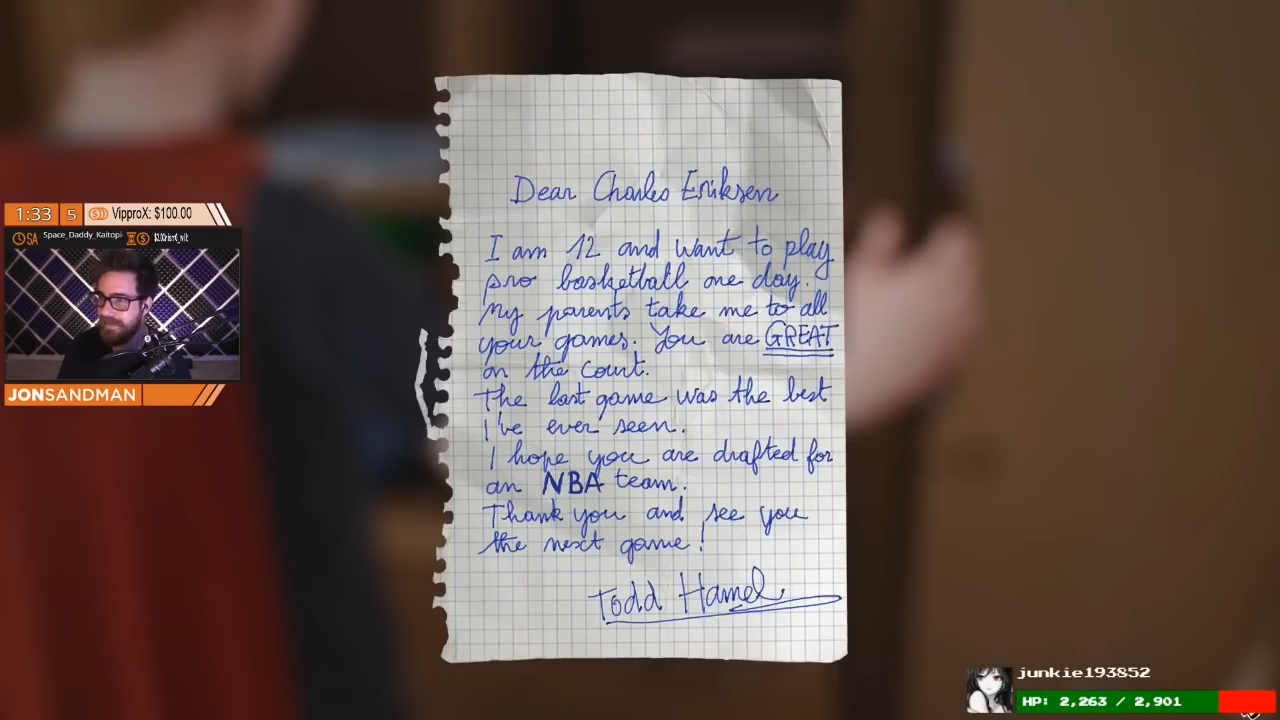 Dear Charles Eriksen
I am 12 and want to play
pro basketball one day.
My parents take me to all
your games. You are GREAT
on the court.
The last game was the best
I've ever seen.
I hope you are drafted for
an NBA team.
Thank you and see you
the next game!
Todd Hamel
1:33 5 VipproX: $100.00
SA Space_Daddy_Kaitopi
JONSANDMAN
junkie193852
HP: 2,263 / 2,901